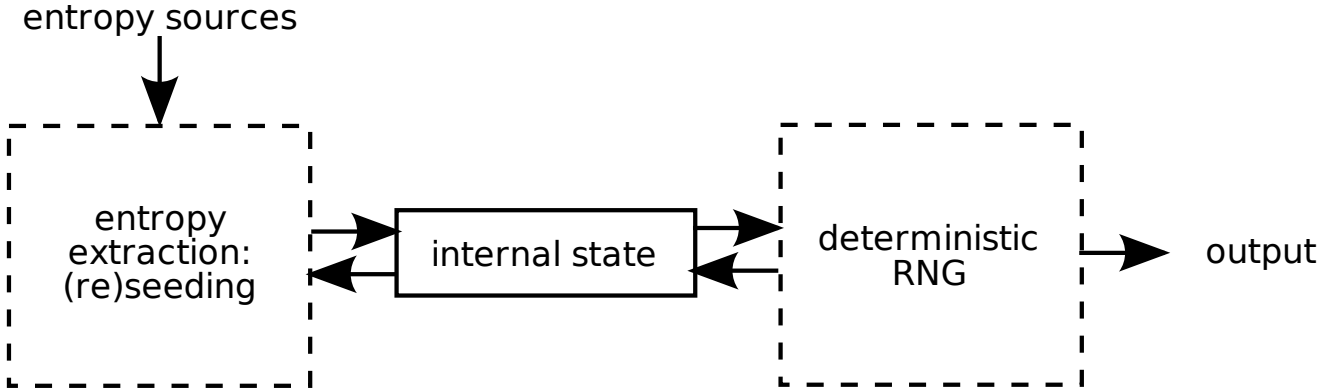 entropy sources
entropy
extraction:
(re)seeding
internal state
deterministic
RNG
output